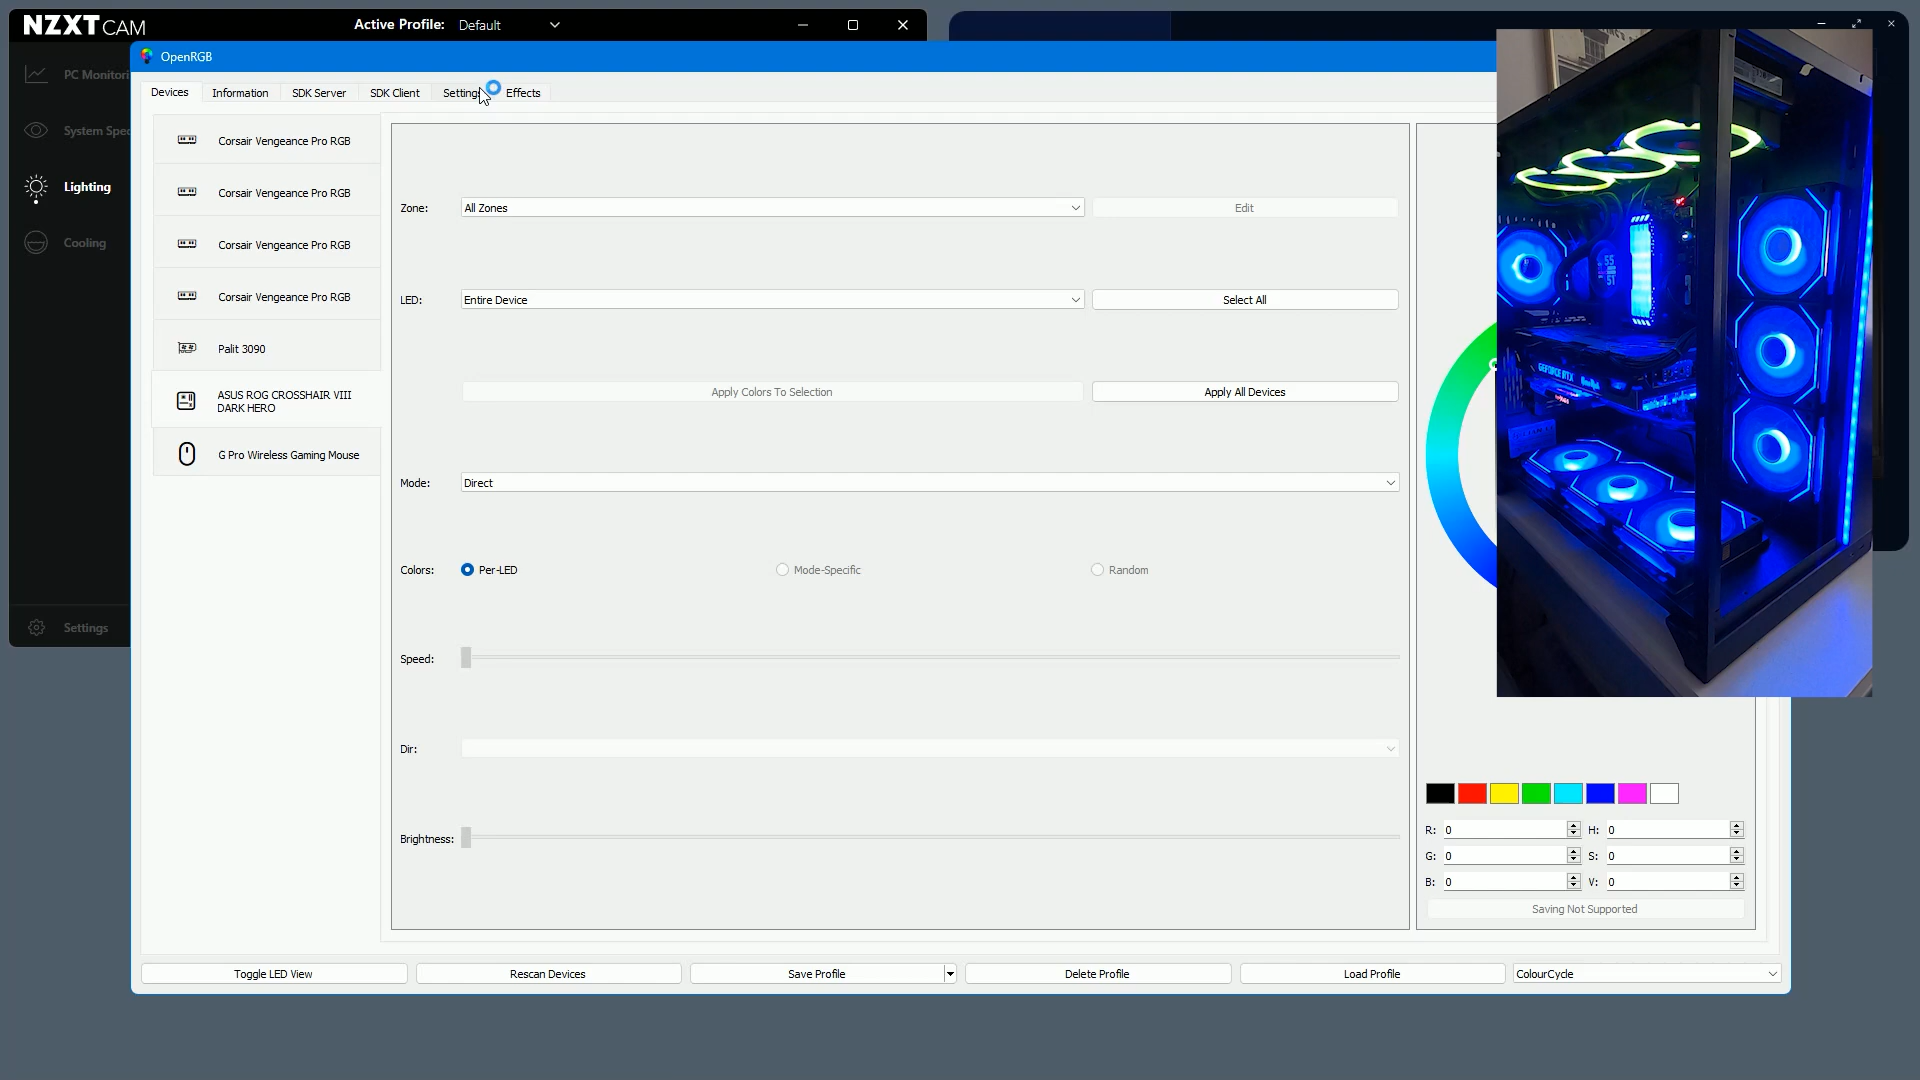 NZXT CAM
Active Profile: Default
PC Monitori
System Spec
Lighting
Cooling
Settings
OpenRGB
Devices
Information
SDK Server
SDK Client
Setting
Effects
Corsair Vengeance Pro RGB
Corsair Vengeance Pro RGB
Corsair Vengeance Pro RGB
Corsair Vengeance Pro RGB
Palit 3090
ASUS ROG CROSSHAIR VIII
DARK HERO
G Pro Wireless Gaming Mouse
Zone:
All Zones
Edit
LED:
Entire Device
Select All
Apply Colors To Selection
Apply All Devices
Mode:
Direct
Colors:
Per-LED
Mode-Specific
Random
Speed:
Dir:
Brightness:
GEFORCE RTX
R: 0
H: 0
G: 0
S: 0
B: 0
V: 0
Saving Not Supported
Toggle LED View
Rescan Devices
Save Profile
Delete Profile
Load Profile
ColourCycle